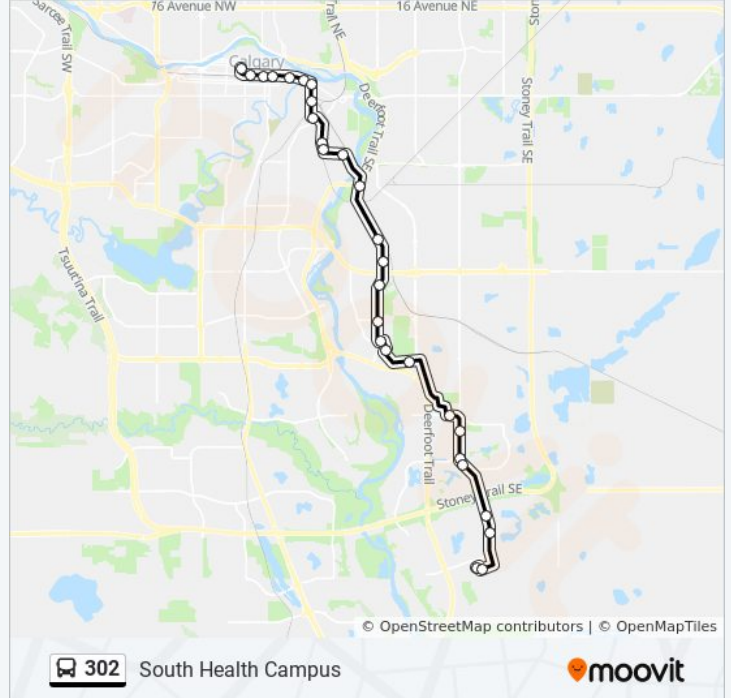 Sarcee Trail SW
76 Avenue NW
16 Avenue NE
Calgary
Deerfoot Trail SE
Stoney Trail SE
Tsuut'ina Trail
Deerfoot Trail
Stoney Trail SE
© OpenStreetMap contributors | © OpenMapTiles
302 South Health Campus
moovit